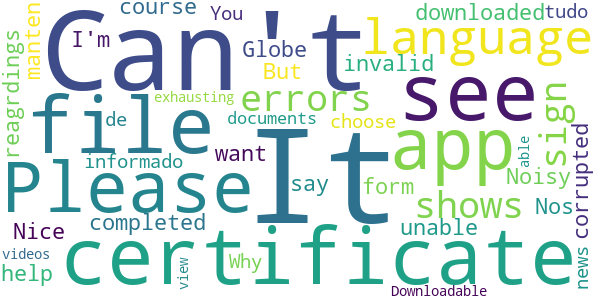 course You downloaded tudo
Can't I'm Globe language
manten But invalid
reagrdings file errors see sign
exhausting
de documents choose It app
informado want able corrupted
Please say form Noisy
completed shows Nos
Nice unable
certificate news
videos view Why
help Downloadable